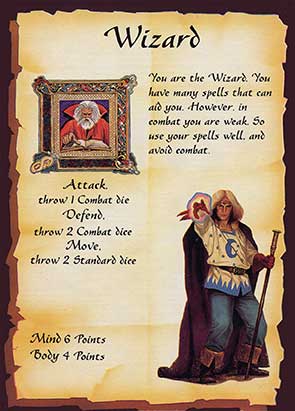 Wizard
You are the Wizard. You
have many spells that can
aid you. However, in
combat you are weak. So
use your spells well, and
avoid combat.
Attack,
throw 1 Combat die
Defend,
throw 2 Combat dice
Move,
throw 2 Standard dice
Mind 6 Points
Body 4 Points